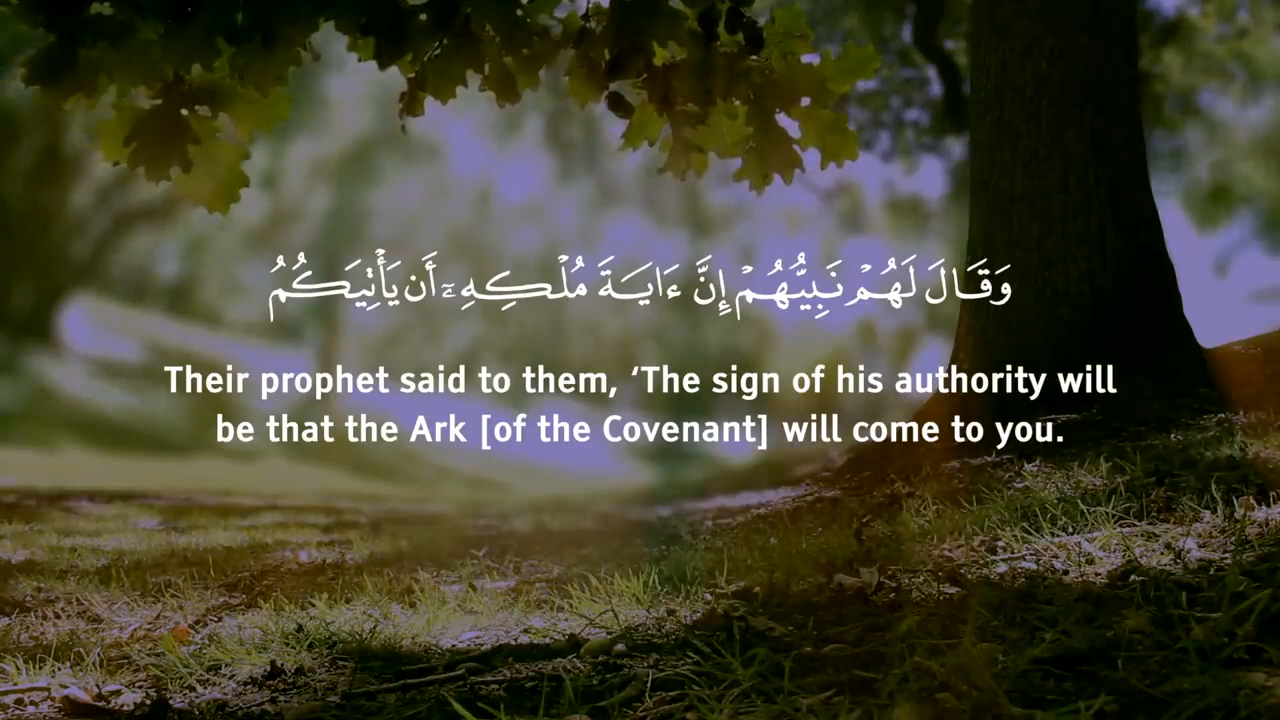 وَقَالَ لَهُمۡ نَبِيُّهُمۡ إِنَّ ءَايَةَ مُلۡكِهِۦٓ أَن يَأۡتِيَكُمُ
Their prophet said to them, ‘The sign of his authority will
be that the Ark [of the Covenant] will come to you.